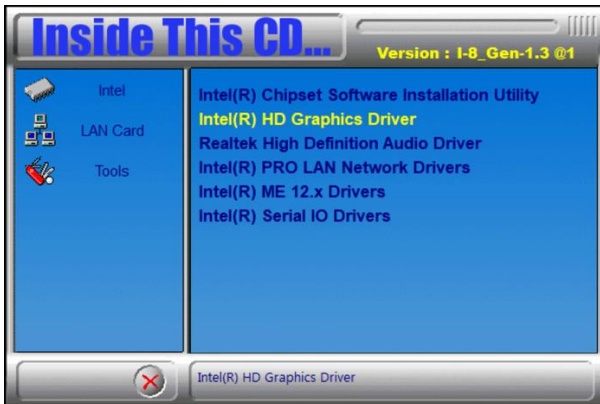 Inside This CD...
Version : I-8_Gen-1.3 @1
Intel
LAN Card
Tools
Intel(R) Chipset Software Installation Utility
Intel(R) HD Graphics Driver
Realtek High Definition Audio Driver
Intel(R) PRO LAN Network Drivers
Intel(R) ME 12.x Drivers
Intel(R) Serial IO Drivers
Intel(R) HD Graphics Driver